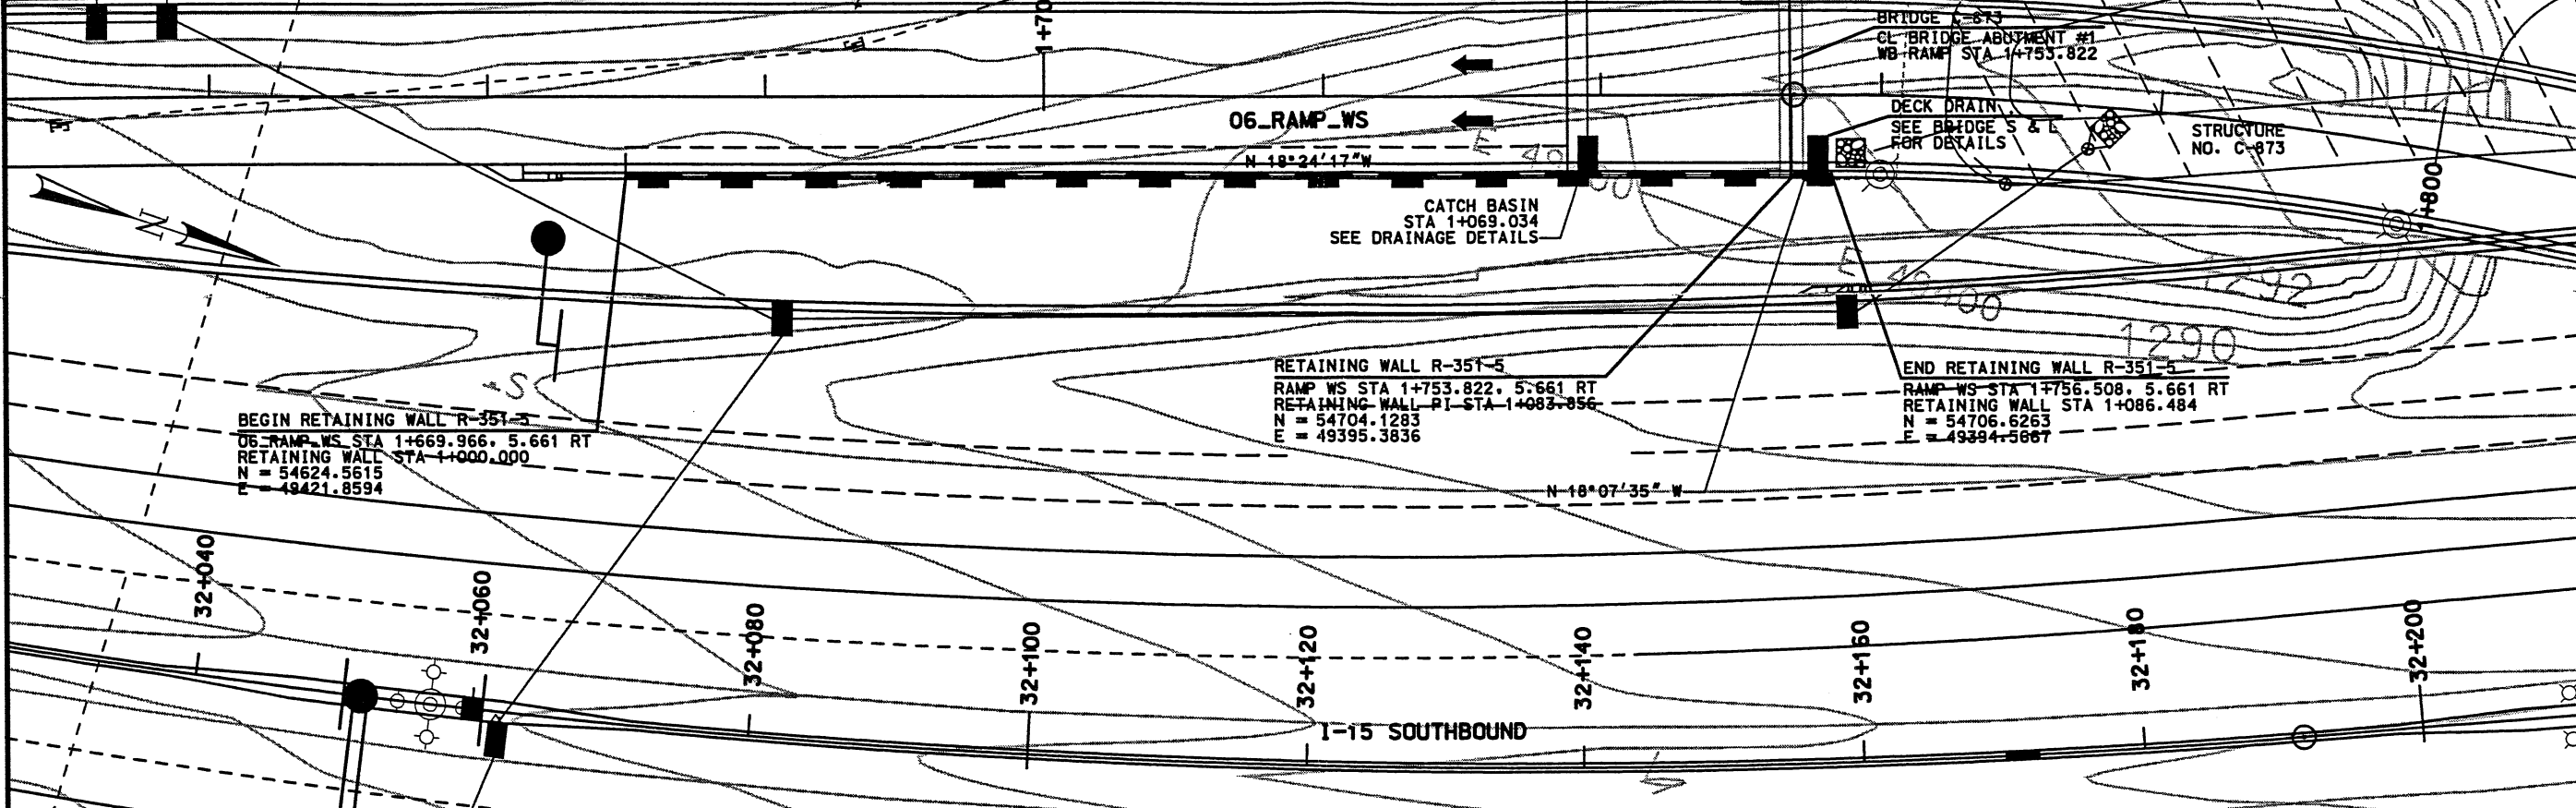 1+70
BRIDGE C-873
CL BRIDGE ABUTMENT #1
WB RAMP STA 1+753.822
06_RAMP_WS
DECK DRAIN
SEE BRIDGE S & L
FOR DETAILS
STRUCTURE
NO. C-873
N 18°24'17"W
+800
N
CATCH BASIN
STA 1+069.034
SEE DRAINAGE DETAILS
1292
1290
RETAINING WALL R-351-5
RAMP WS STA 1+753.822, 5.661 RT
RETAINING WALL PI STA 1+083.856
N = 54704.1283
E = 49395.3836
END RETAINING WALL R-351-5
RAMP WS STA 1+756.508, 5.661 RT
RETAINING WALL STA 1+086.484
N = 54706.6263
E = 49394.5667
BEGIN RETAINING WALL R-351-5
06_RAMP_WS STA 1+669.966, 5.661 RT
RETAINING WALL STA 1+000.000
N = 54624.5615
E = 49421.8594
N 18°07'35" W
32+040
32+060
32+080
32+100
32+120
32+140
32+160
32+180
32+200
I-15 SOUTHBOUND